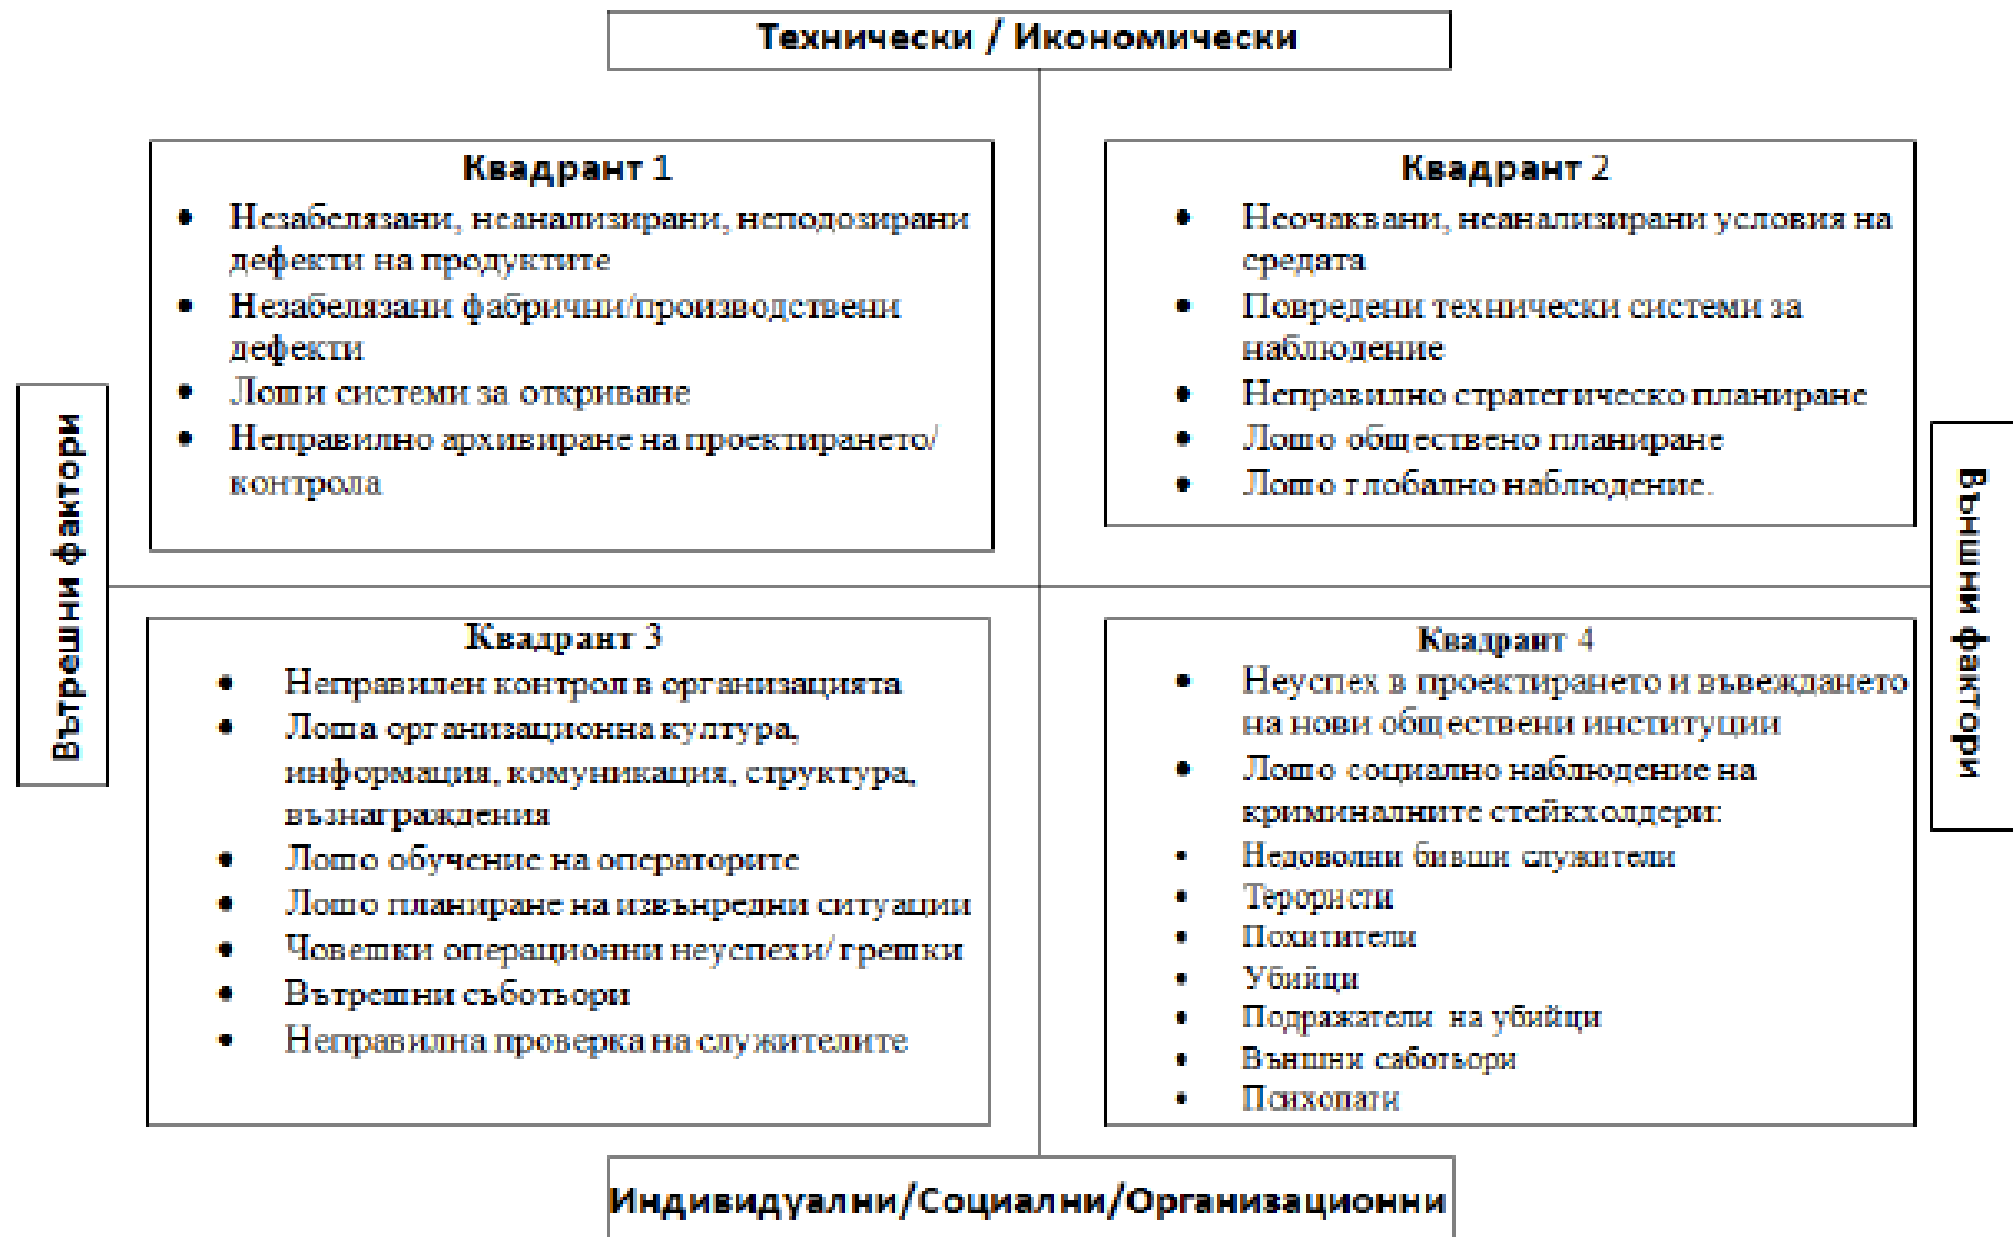 Технически / Икономически
Квадрант 1
• Незабелязани, неанализирани, неподозирани
дефекти на продуктите
• Незабелязани фабрични/производствени
дефекти
• Лоши системи за откриване
• Неправилно архивиране на проектирането/
контрола
Квадрант 2
• Неочаквани, неанализирани условия на
средата
• Повредени технически системи за
наблюдение
• Неправилно стратегическо планиране
• Лошо обществено планиране
• Лошо глобално наблюдение.
Вътрешни фактори
Външни фактори
Квадрант 3
• Неправилен контрол в организацията
• Лоша организационна култура,
информация, комуникация, структура,
възнаграждения
• Лошо обучение на операторите
• Лошо планиране на извънредни ситуации
• Човешки операционни неуспехи/ грешки
• Вътрешни съботьори
• Неправилна проверка на служителите
Квадрант 4
• Неуспех в проектирането и въвеждането
на нови обществени институции
• Лошо социално наблюдение на
криминалните стейкхолдери:
• Недоволни бивши служители
• Терористи
• Похитители
• Убийци
• Подражатели на убийци
• Външни саботьори
• Психопати
Индивидуални/Социални/Организационни